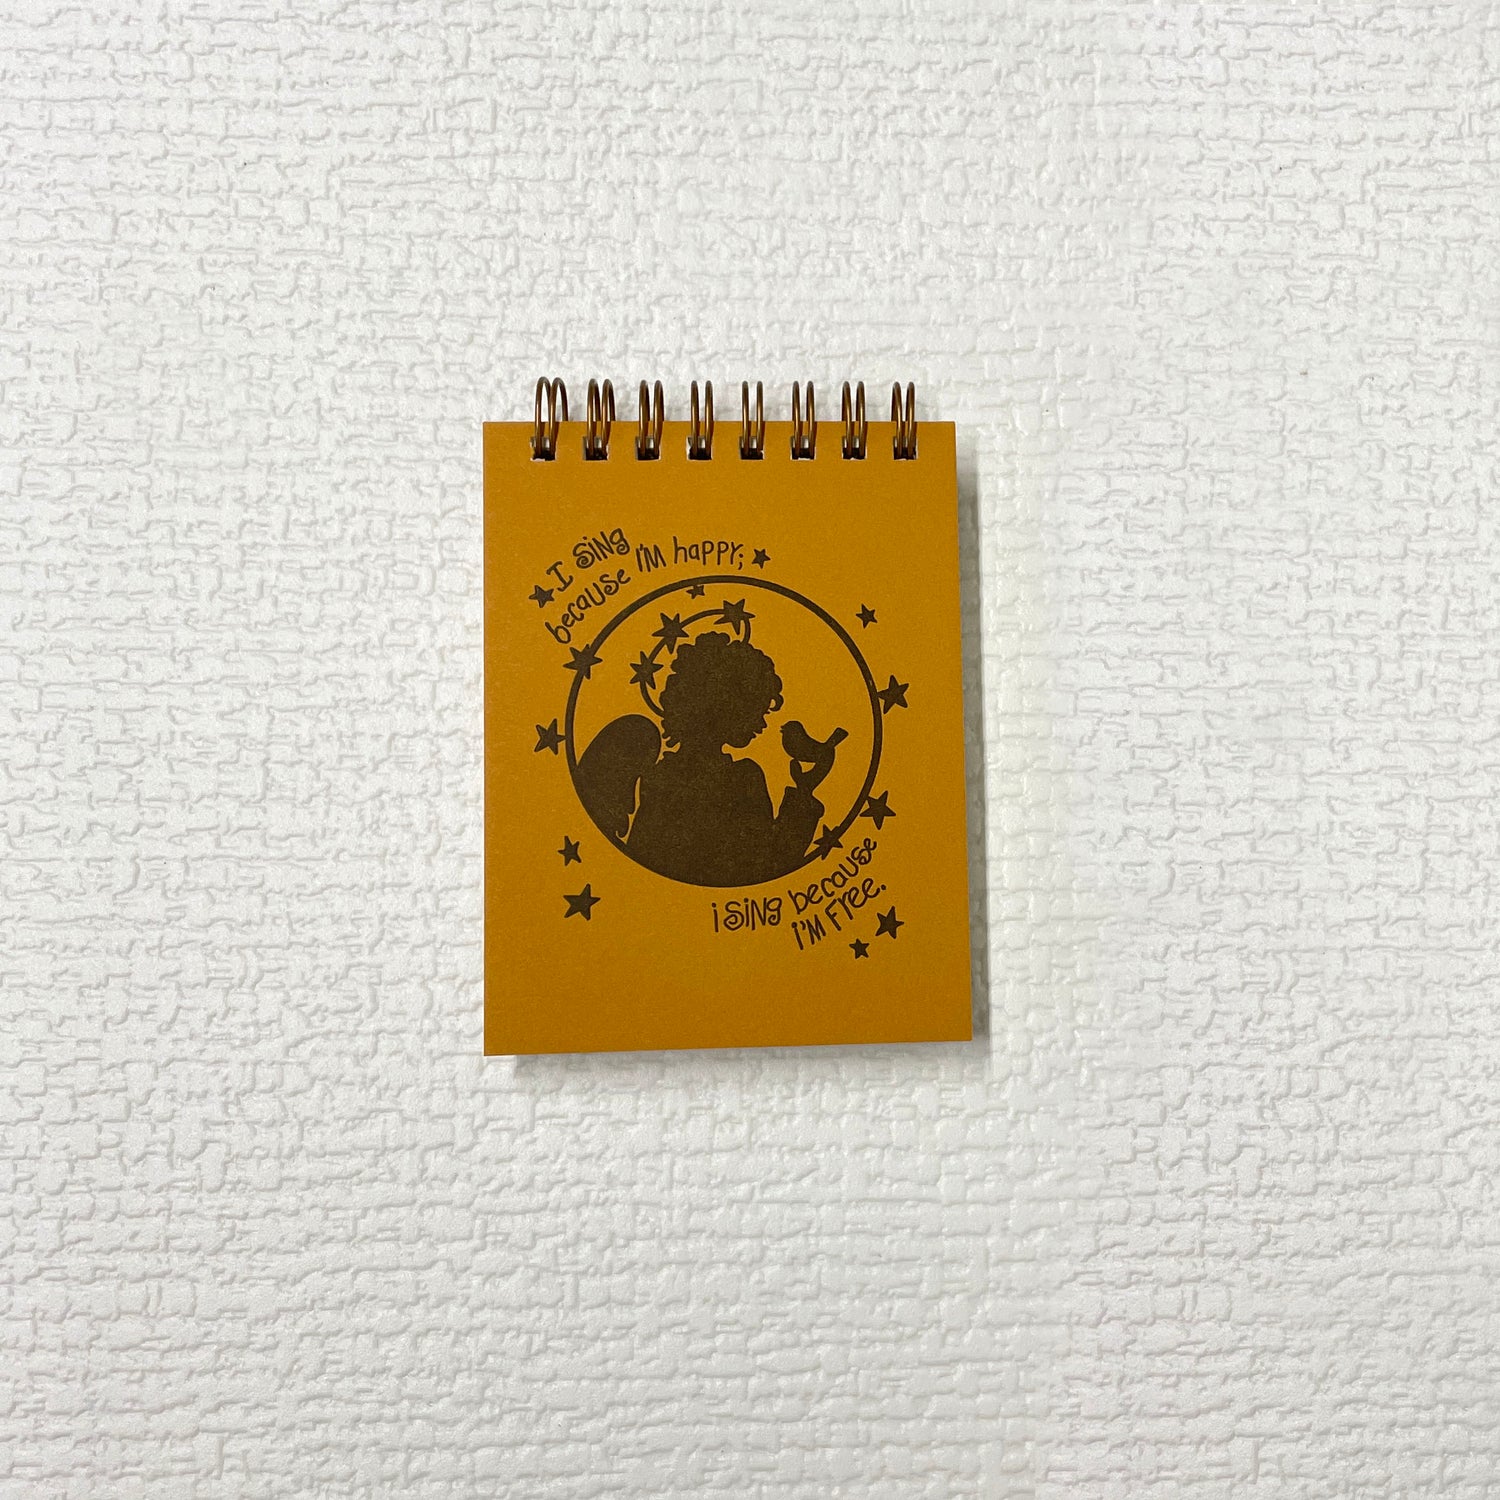 I SiNg
because I'M happy;
i SiNg because
i'M Free.